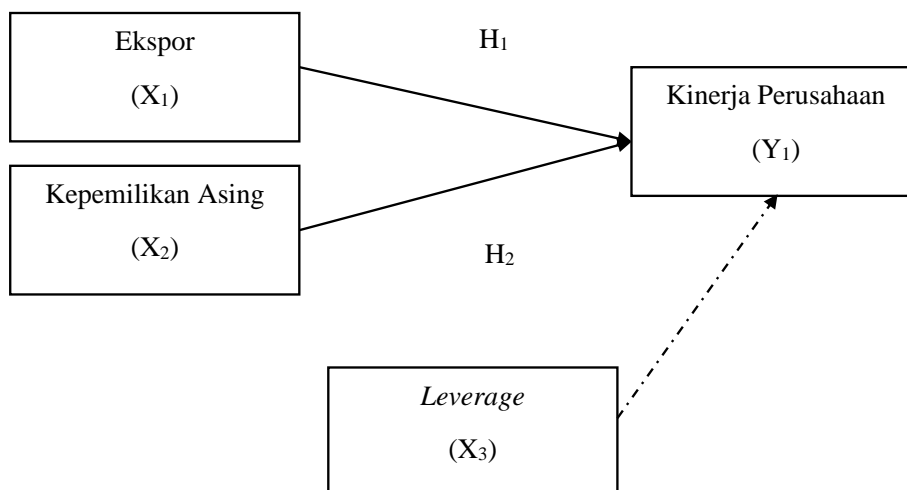 Ekspor
(X₁)
H₁
Kinerja Perusahaan
(Y₁)
Kepemilikan Asing
(X₂)
H₂
Leverage
(X₃)